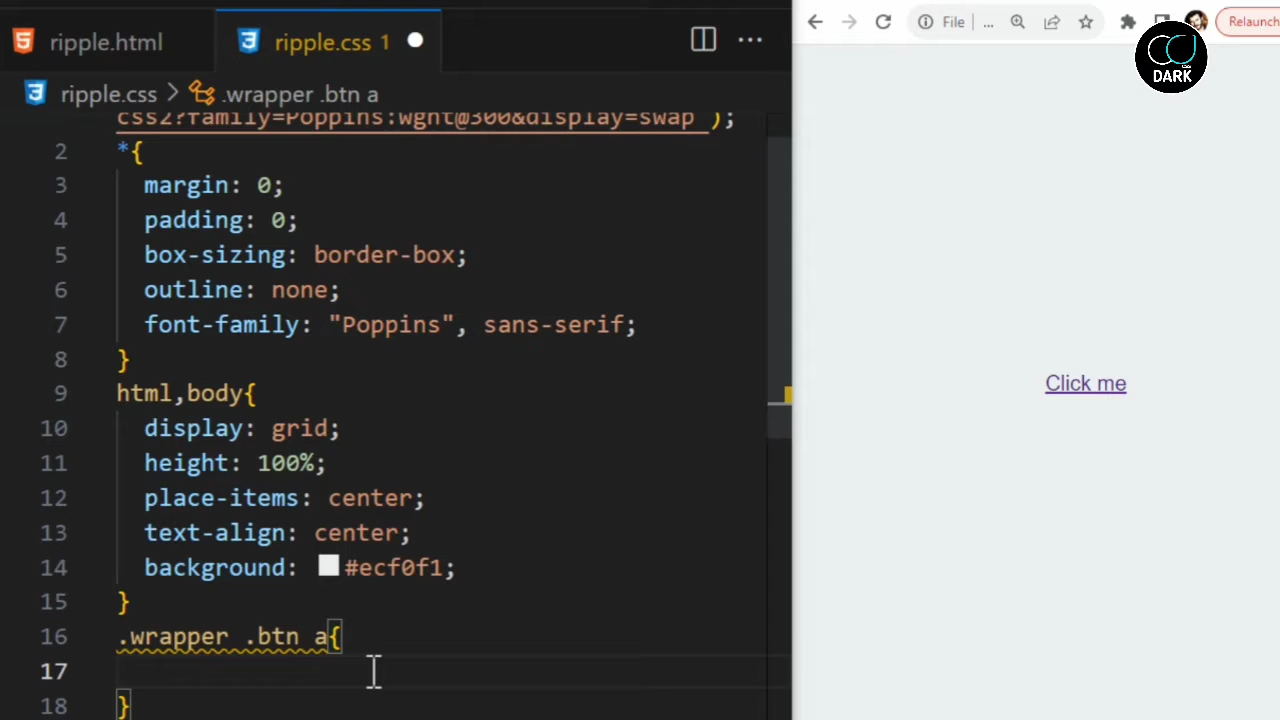 ripple.html
ripple.css 1
File ... Relaunch
DARK
ripple.css > .wrapper .btn a
css2?family=Poppins:wght@300&display=swap');
2 *{
3 margin: 0;
4 padding: 0;
5 box-sizing: border-box;
6 outline: none;
7 font-family: "Poppins", sans-serif;
8 }
9 html,body{
10 display: grid;
11 height: 100%;
12 place-items: center;
13 text-align: center;
14 background: #ecf0f1;
15 }
16 .wrapper .btn a{
17
18 }
Click me